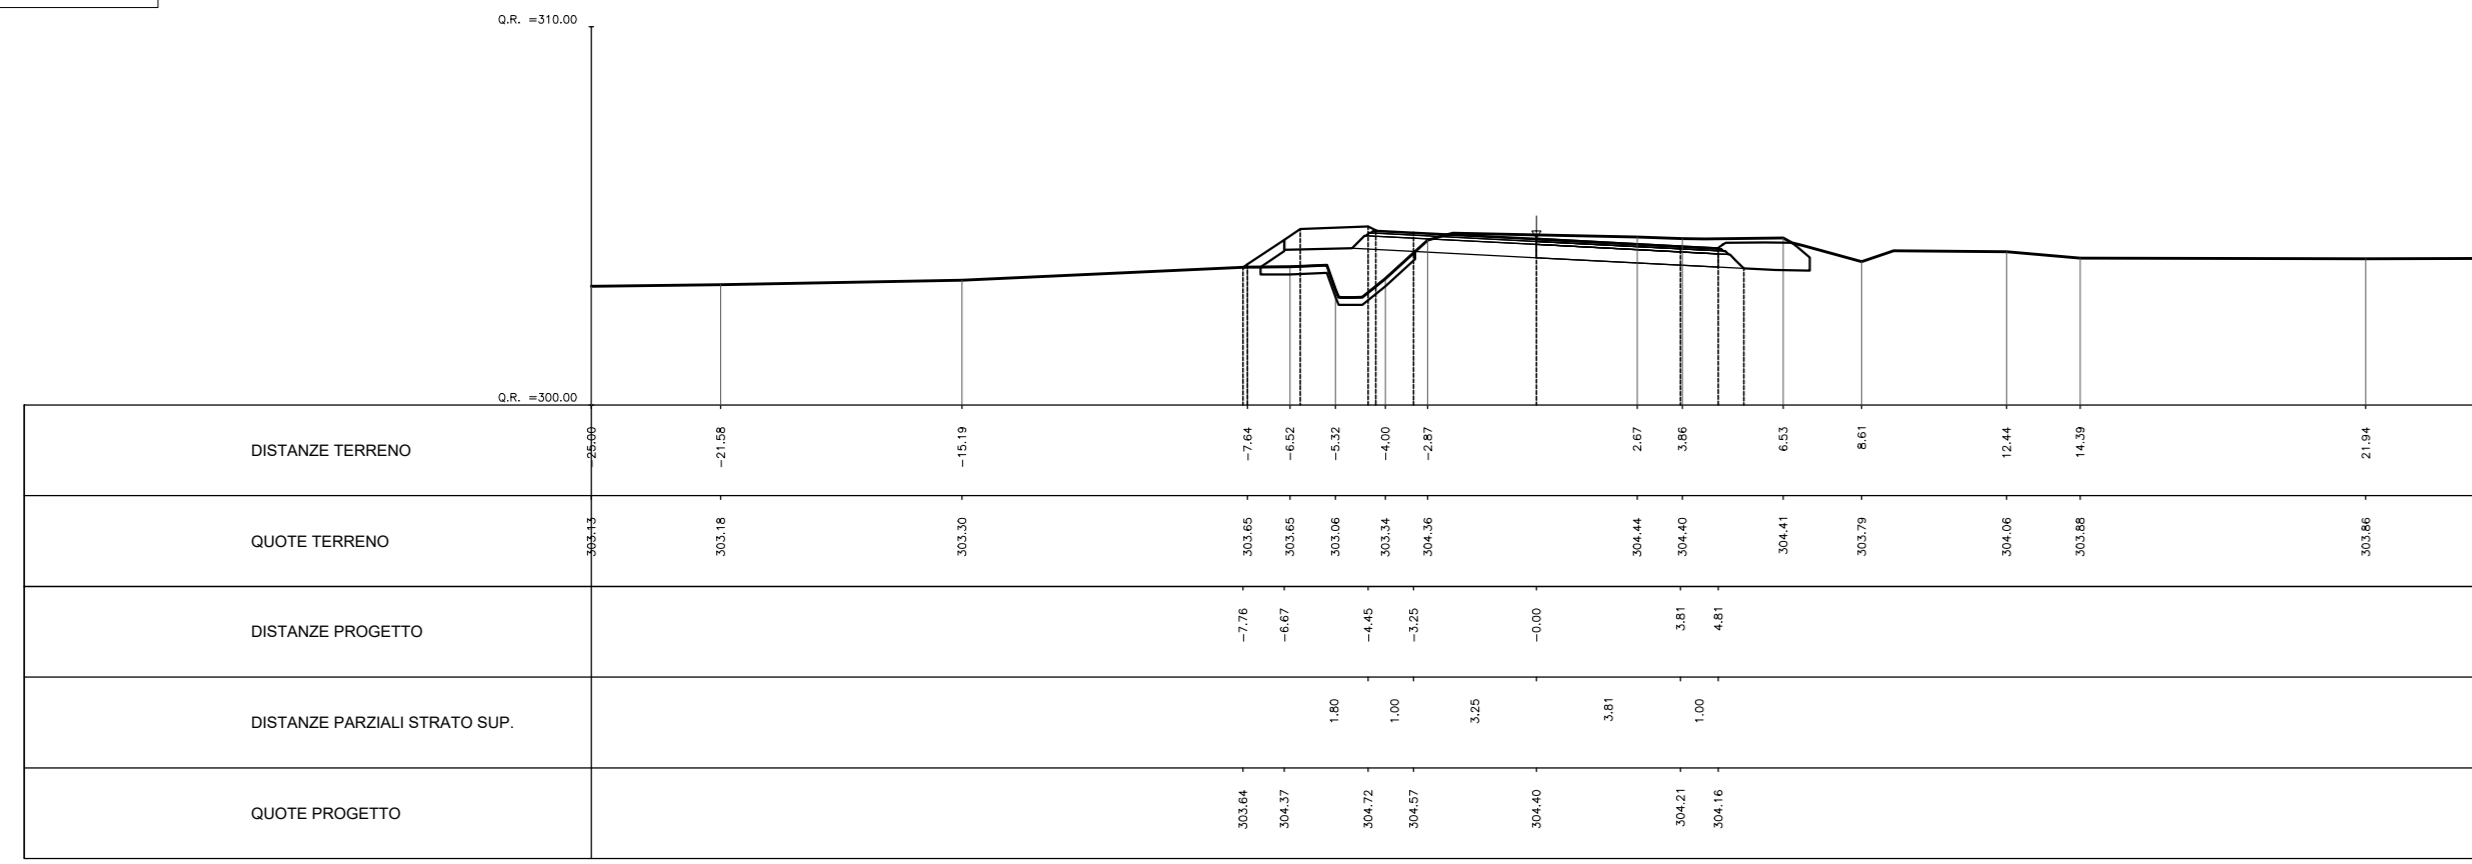 Q.R. =310.00
Q.R. =300.00
DISTANZE TERRENO
-25.00 -21.58 -15.19 -7.64 -6.52 -5.32 -4.00 -2.87 2.67 3.86 6.53 8.61 12.44 14.39 21.94
QUOTE TERRENO
303.13 303.18 303.30 303.65 303.65 303.06 303.34 304.36 304.44 304.40 304.41 303.79 304.06 303.88 303.86
DISTANZE PROGETTO
-7.76 -6.67 -4.45 -3.25 -0.00 3.81 4.81
DISTANZE PARZIALI STRATO SUP.
1.80 1.00 3.25 3.81 1.00
QUOTE PROGETTO
303.64 304.37 304.72 304.57 304.40 304.21 304.16